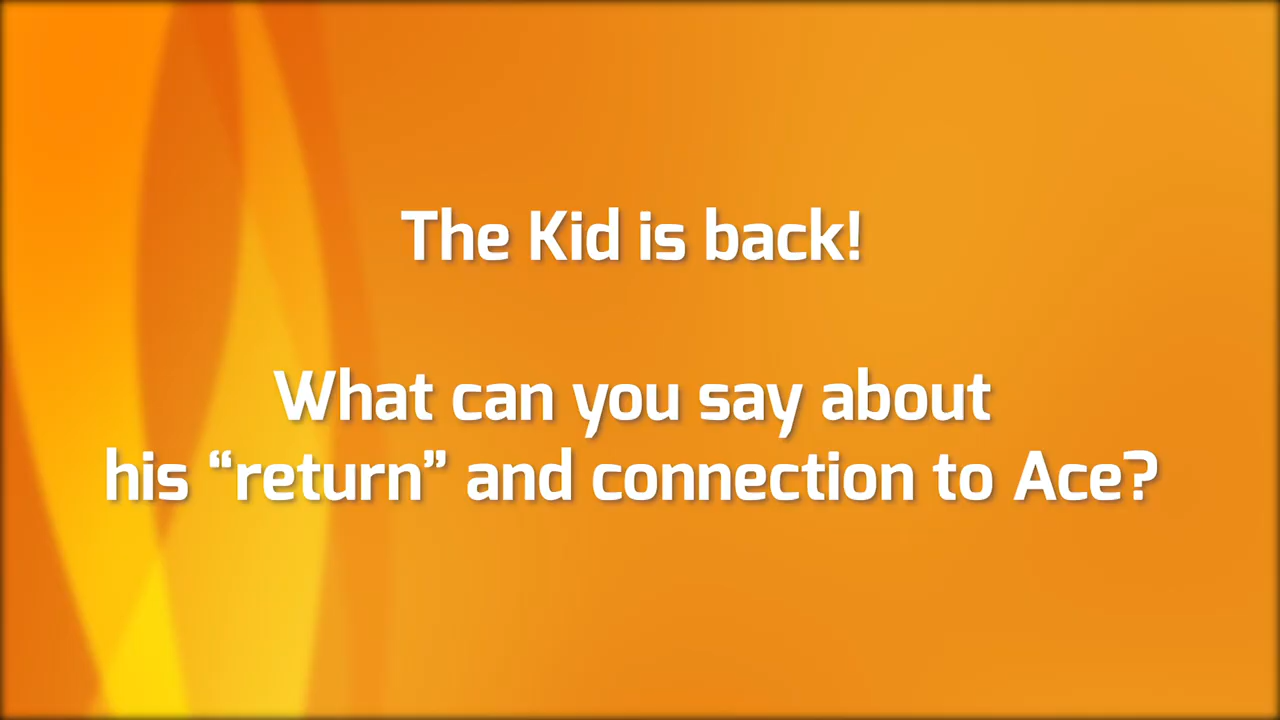 The Kid is back!
What can you say about
his “return” and connection to Ace?